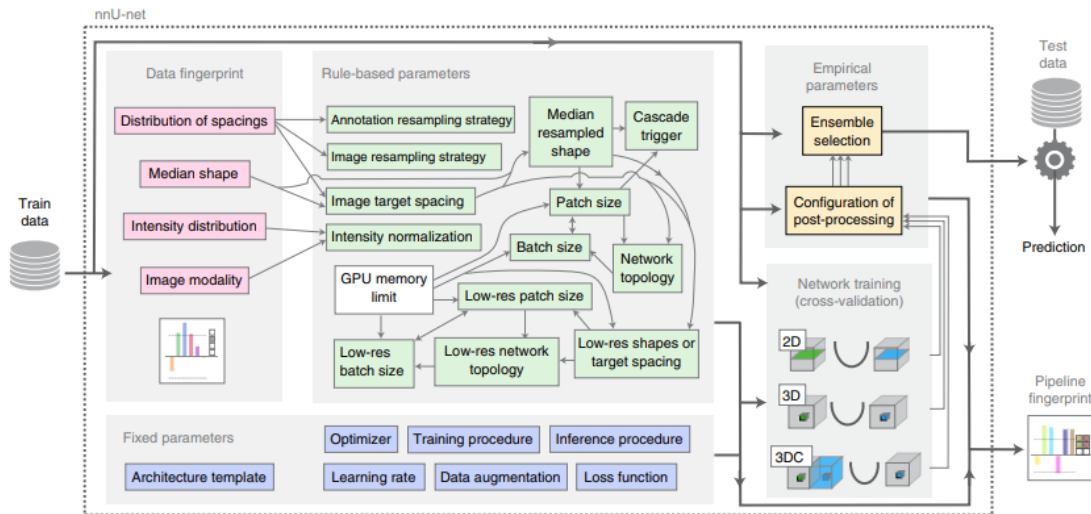 nnU-net
Test
data
Data fingerprint
Rule-based parameters
Empirical
parameters
Distribution of spacings
Annotation resampling strategy
Median
resampled
shape
Cascade
trigger
Ensemble
selection
Image resampling strategy
Median shape
Image target spacing
Patch size
Configuration of
post-processing
Train
data
Intensity distribution
Intensity normalization
Batch size
Network
topology
Prediction
Image modality
GPU memory
limit
Low-res patch size
Network training
(cross-validation)
Low-res
batch size
Low-res network
topology
Low-res shapes or
target spacing
2D
3D
3DC
Pipeline
fingerprint
Fixed parameters
Optimizer
Training procedure
Inference procedure
Architecture template
Learning rate
Data augmentation
Loss function